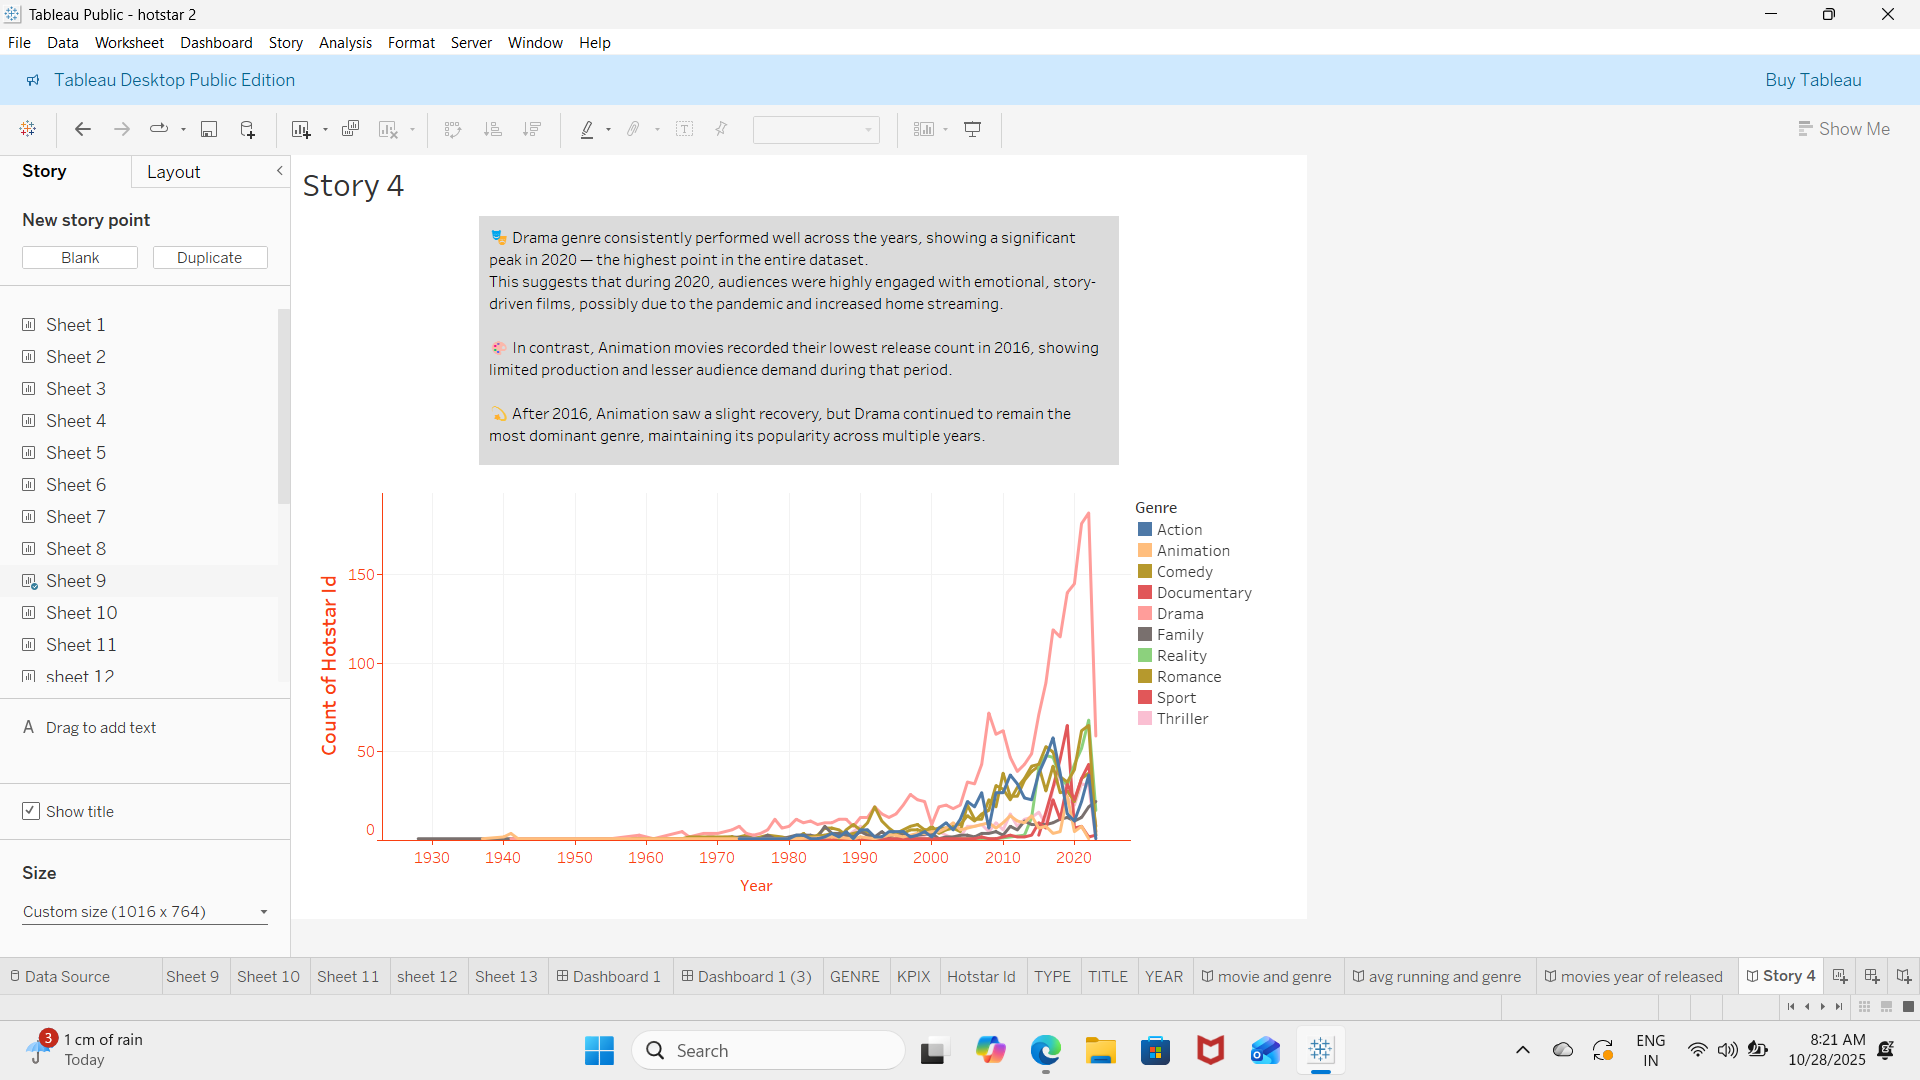 Tableau Public - hotstar 2
File Data Worksheet Dashboard Story Analysis Format Server Window Help
Tableau Desktop Public Edition
Buy Tableau
Show Me
Story
Layout
New story point
Blank
Duplicate
Sheet 1
Sheet 2
Sheet 3
Sheet 4
Sheet 5
Sheet 6
Sheet 7
Sheet 8
Sheet 9
Sheet 10
Sheet 11
sheet 12
A Drag to add text
Show title
Size
Custom size (1016 x 764)
Story 4
🎭 Drama genre consistently performed well across the years, showing a significant
peak in 2020 — the highest point in the entire dataset.
This suggests that during 2020, audiences were highly engaged with emotional, story-
driven films, possibly due to the pandemic and increased home streaming.
🎨 In contrast, Animation movies recorded their lowest release count in 2016, showing
limited production and lesser audience demand during that period.
💫 After 2016, Animation saw a slight recovery, but Drama continued to remain the
most dominant genre, maintaining its popularity across multiple years.
Count of Hotstar Id
150
100
50
0
1930 1940 1950 1960 1970 1980 1990 2000 2010 2020
Year
Genre
Action
Animation
Comedy
Documentary
Drama
Family
Reality
Romance
Sport
Thriller
Data Source Sheet 9 Sheet 10 Sheet 11 sheet 12 Sheet 13 Dashboard 1 Dashboard 1 (3) GENRE KPIX Hotstar Id TYPE TITLE YEAR movie and genre avg running and genre movies year of released Story 4
3
1 cm of rain
Today
Search
ENG
IN
8:21 AM
10/28/2025